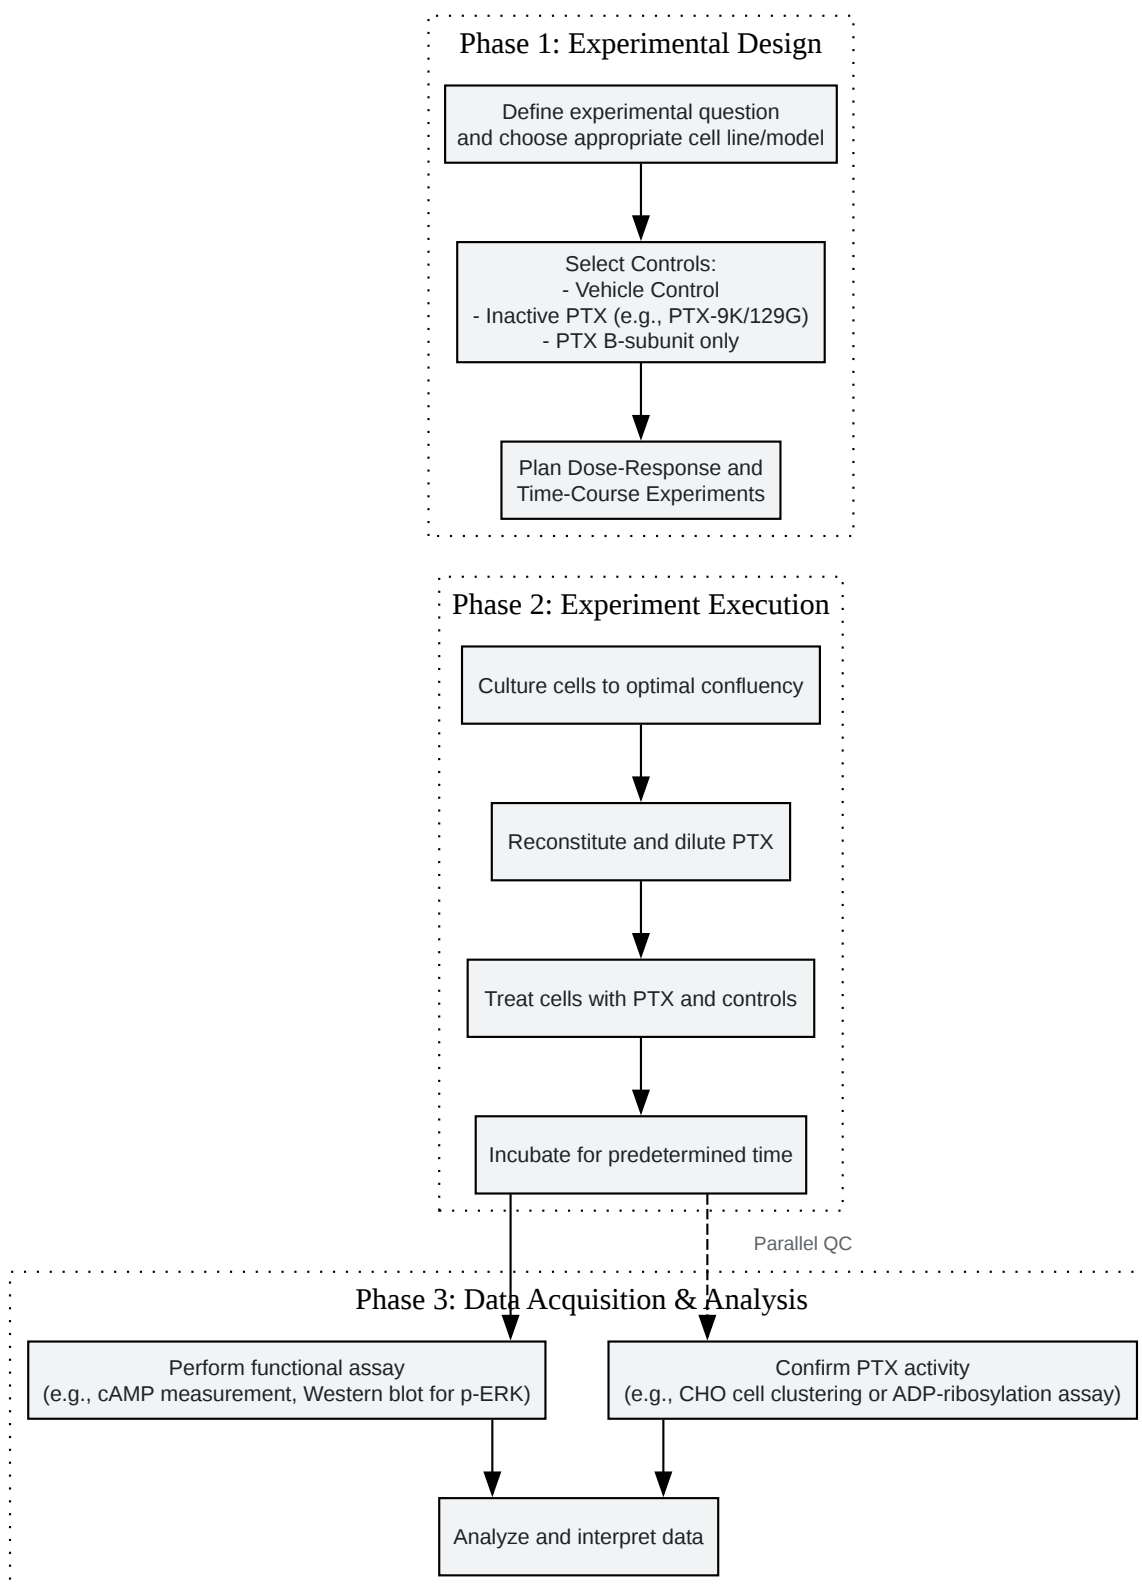 Phase 1: Experimental Design
Define experimental question
and choose appropriate cell line/model
Select Controls:
- Vehicle Control
- Inactive PTX (e.g., PTX-9K/129G)
- PTX B-subunit only
Plan Dose-Response and
Time-Course Experiments
Phase 2: Experiment Execution
Culture cells to optimal confluency
Reconstitute and dilute PTX
Treat cells with PTX and controls
Incubate for predetermined time
Parallel QC
Phase 3: Data Acquisition & Analysis
Perform functional assay
(e.g., cAMP measurement, Western blot for p-ERK)
Confirm PTX activity
(e.g., CHO cell clustering or ADP-ribosylation assay)
Analyze and interpret data